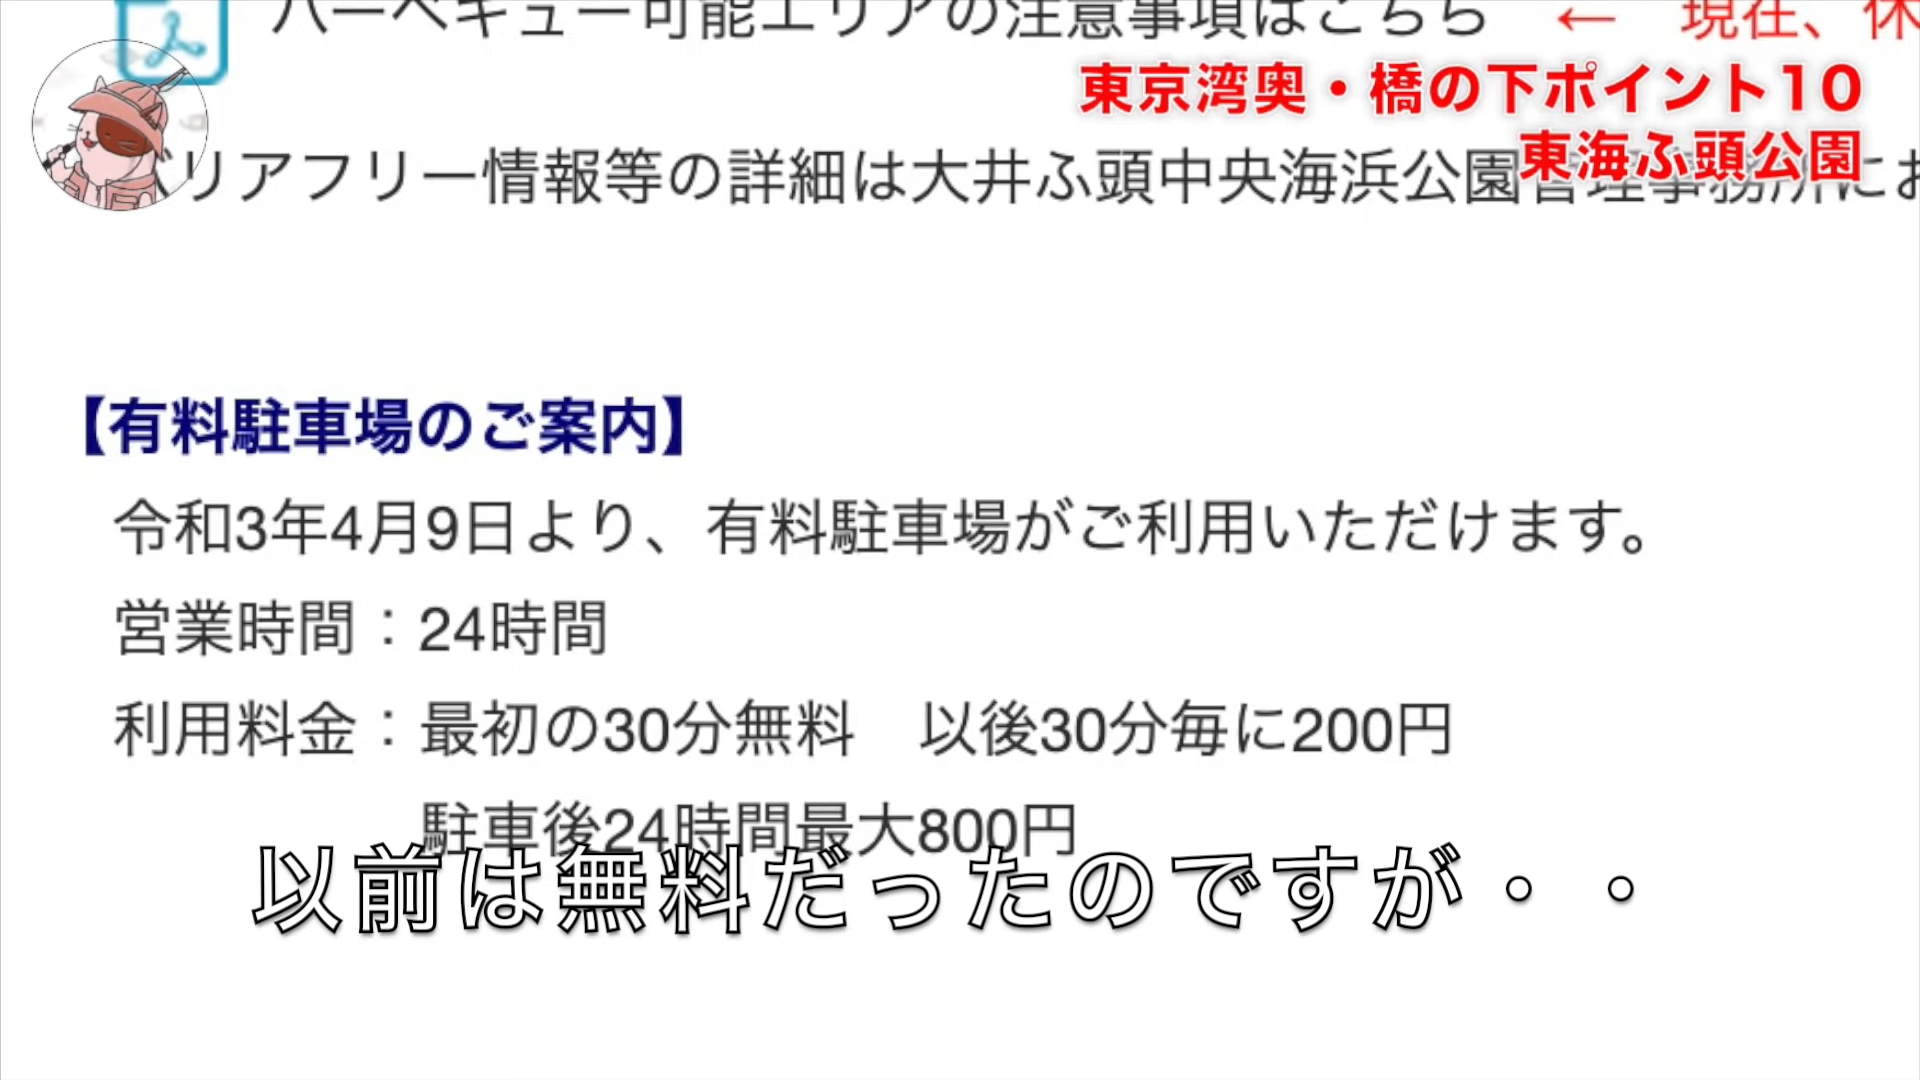 バーベキュー可能エリアの注意事項はこちら　←　現在、休
東京湾奥・橋の下ポイント10
東海ふ頭公園
バリアフリー情報等の詳細は大井ふ頭中央海浜公園管理事務所にお
【有料駐車場のご案内】
令和3年4月9日より、有料駐車場がご利用いただけます。
営業時間：24時間
利用料金：最初の30分無料　以後30分毎に200円
駐車後24時間最大800円
以前は無料だったのですが・・